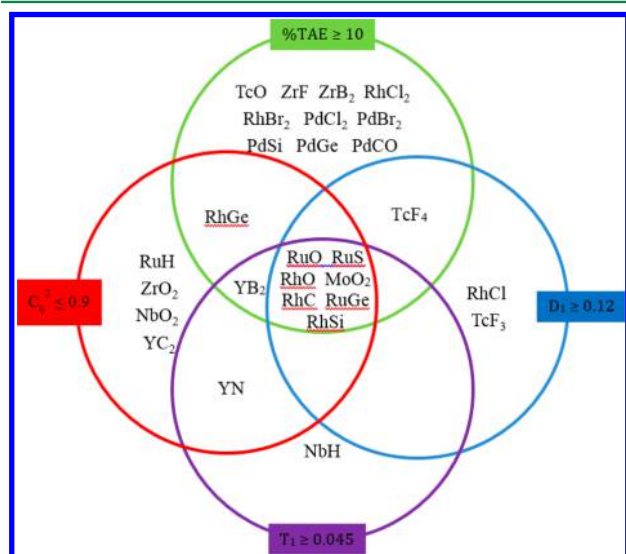 %TAE ≥ 10
TcO ZrF ZrB₂ RhCl₂
RhBr₂ PdCl₂ PdBr₂
PdSi PdGe PdCO
RhGe
TcF₄
RuO RuS
RhO MoO₂
RhC RuGe
RhSi
YB₂
RuH
ZrO₂
NbO₂
YC₂
C₀² ≤ 0.9
RhCl
TcF₃
D₁ ≥ 0.12
YN
NbH
T₁ ≥ 0.045